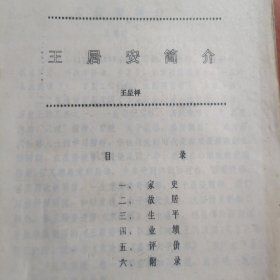 王居安简介
王显祥
目录
一、家史
二、故居
三、生平
四、业绩
五、评价
六、附录